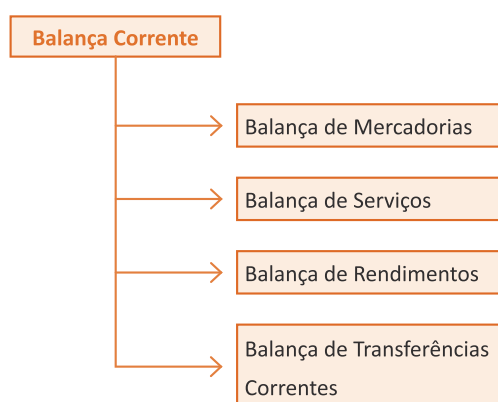 Balança Corrente
Balança de Mercadorias
Balança de Serviços
Balança de Rendimentos
Balança de Transferências
Correntes